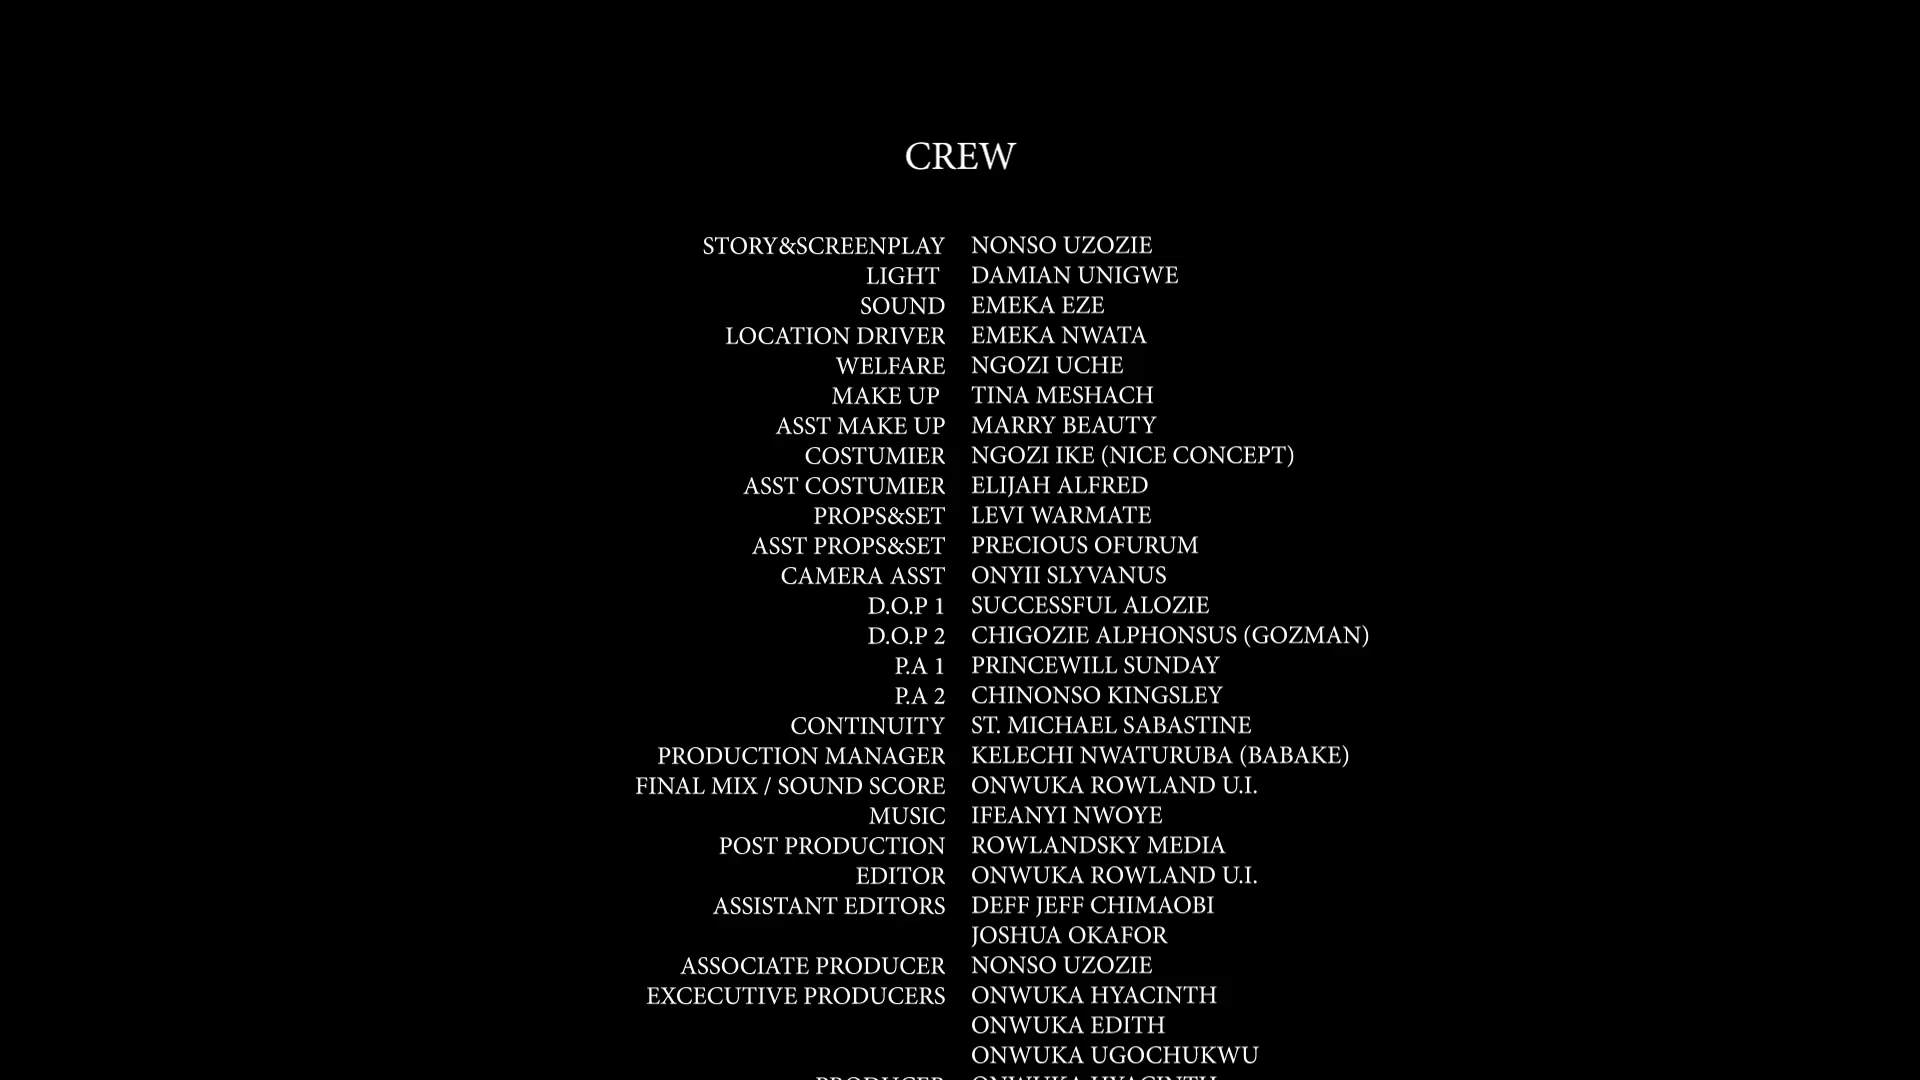 CREW
STORY&SCREENPLAY NONSO UZOZIE
LIGHT DAMIAN UNIGWE
SOUND EMEKA EZE
LOCATION DRIVER EMEKA NWATA
WELFARE NGOZI UCHE
MAKE UP TINA MESHACH
ASST MAKE UP MARRY BEAUTY
COSTUMIER NGOZI IKE (NICE CONCEPT)
ASST COSTUMIER ELIJAH ALFRED
PROPS&SET LEVI WARMATE
ASST PROPS&SET PRECIOUS OFURUM
CAMERA ASST ONYII SLYVANUS
D.O.P 1 SUCCESSFUL ALOZIE
D.O.P 2 CHIGOZIE ALPHONSUS (GOZMAN)
P.A 1 PRINCEWILL SUNDAY
P.A 2 CHINONSO KINGSLEY
CONTINUITY ST. MICHAEL SABASTINE
PRODUCTION MANAGER KELECHI NWATURUBA (BABAKE)
FINAL MIX / SOUND SCORE ONWUKA ROWLAND U.I.
MUSIC IFEANYI NWOYE
POST PRODUCTION ROWLANDSKY MEDIA
EDITOR ONWUKA ROWLAND U.I.
ASSISTANT EDITORS DEFF JEFF CHIMAOBI
JOSHUA OKAFOR
ASSOCIATE PRODUCER NONSO UZOZIE
EXCECUTIVE PRODUCERS ONWUKA HYACINTH
ONWUKA EDITH
ONWUKA UGOCHUKWU
PRODUCER ONWUKA HYACINTH